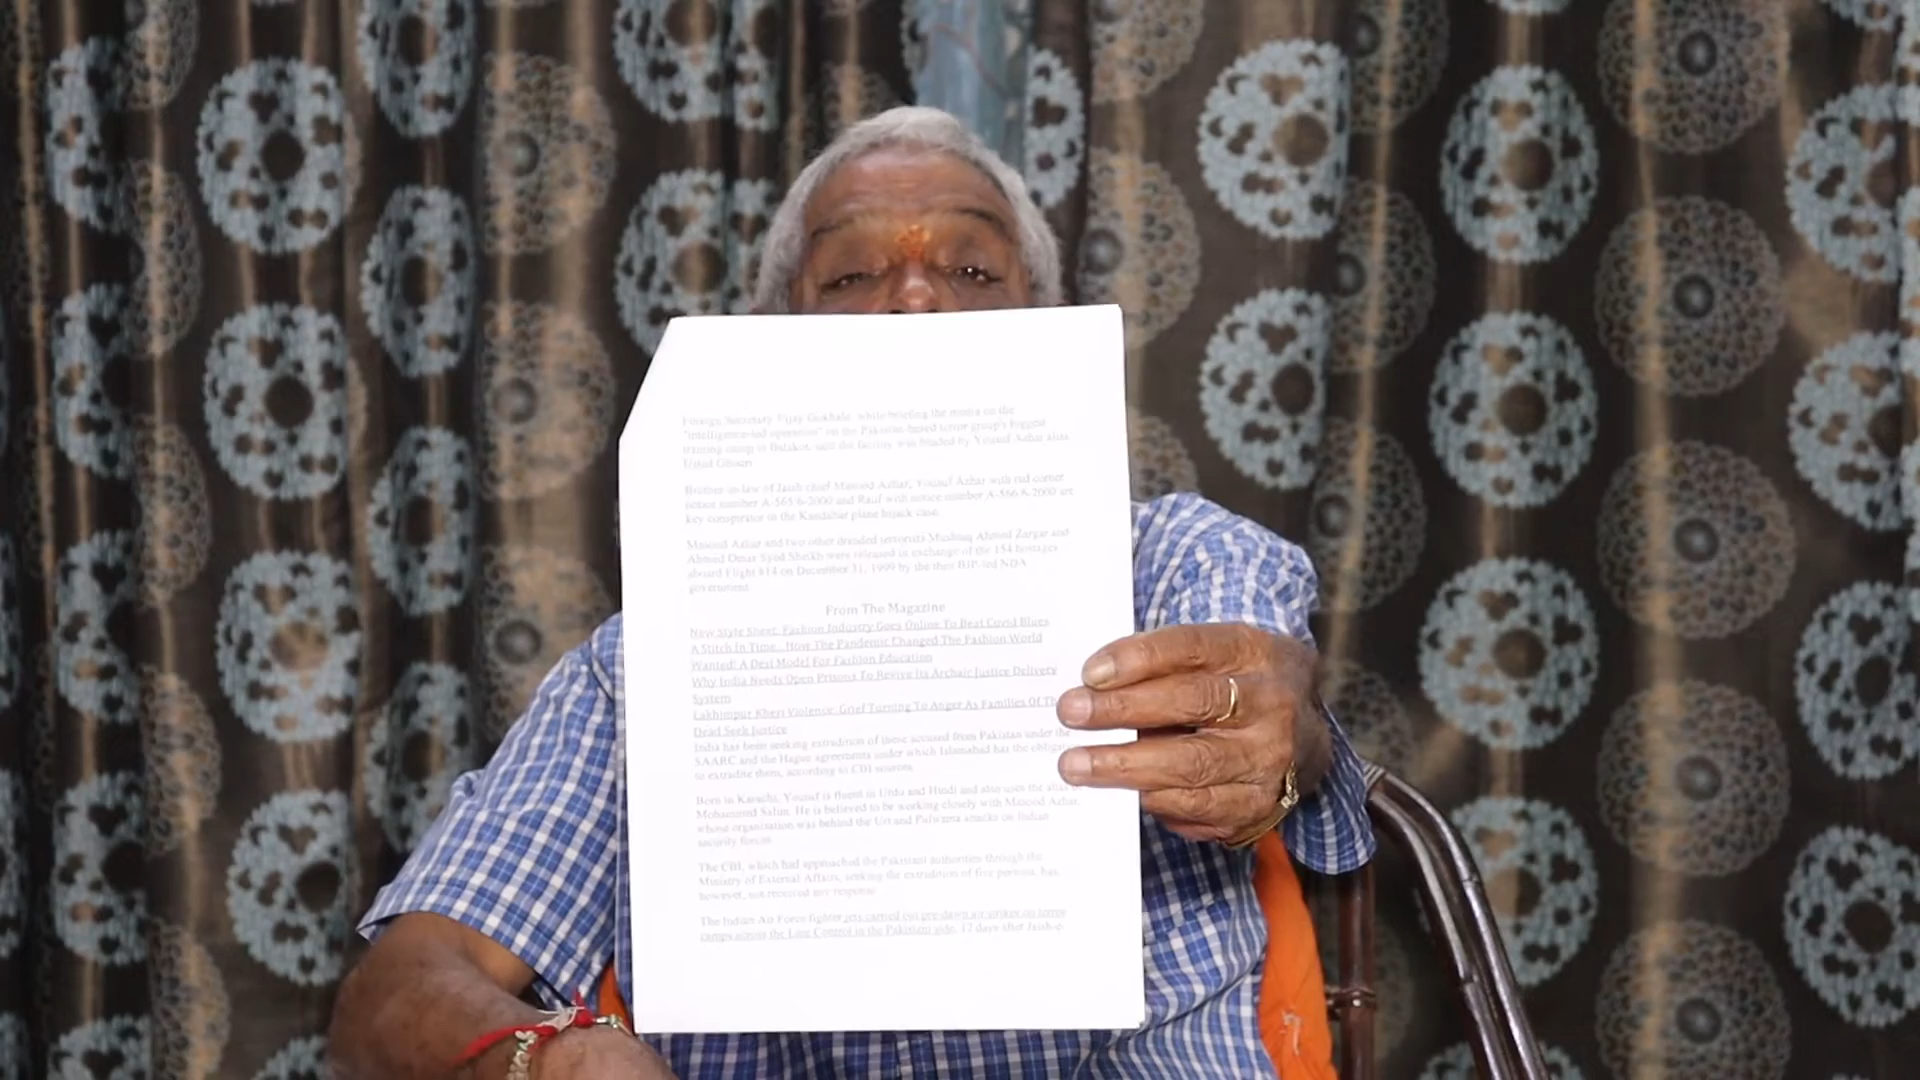 Foreign Secretary Vijay Gokhale, while briefing the media on the
"intelligence-led operation" on the Pakistan-based terror group's biggest
training camp in Balakot, said the facility was headed by Yousuf Azhar alias
Ustad Ghauri.
Brother-in-law of Jaish chief Masood Azhar, Yousuf Azhar with red corner
notice number A-565/6-2000 and Rauf with notice number A-566/6-2000 are
key conspirator in the Kandahar plane hijack case.
Masood Azhar and two other dreaded terrorists Mushtaq Ahmed Zargar and
Ahmed Omar Syed Sheikh were released in exchange of the 154 hostages
aboard Flight 814 on December 31, 1999 by the then BJP-led NDA
government.
From The Magazine
New Style Sheet. Fashion Industry Goes Online To Beat Covid Blues
A Stitch In Time.. How The Pandemic Changed The Fashion World
Wanted! A Desi Model For Fashion Education
Why India Needs Open Prisons To Revive Its Archaic Justice Delivery
System
Lakhimpur Kheri Violence: Grief Turning To Anger As Families Of The
Dead Seek Justice
India has been seeking extradition of those accused from Pakistan under the
SAARC and the Hague agreements under which Islamabad has the
to extradite them, according to CBI sources.
Born in Karachi, Yousuf is fluent in Urdu and Hindi and also uses the alias
Mohammed Salim. He is believed to be working closely with Masood Azhar,
whose organisation was behind the Uri and Pulwama attacks on Indian
security forces.
The CBI, which had approached the Pakistani authorities through the
Ministry of External Affairs, seeking the extradition of five persons, has,
however, not received any response.
The Indian Air Force fighter jets carried out pre-dawn air strikes on terror
camps across the Line Control in the Pakistani side, 12 days after Jaish-e-